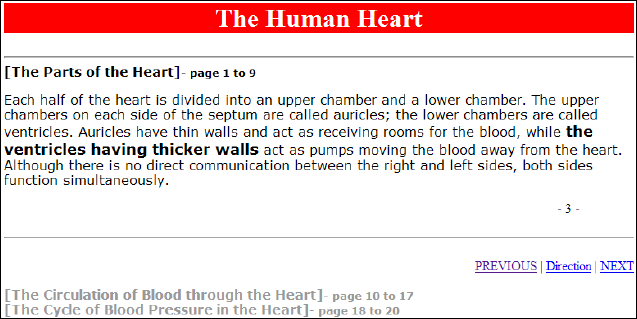 The Human Heart
[The Parts of the Heart]- page 1 to 9
Each half of the heart is divided into an upper chamber and a lower chamber. The upper
chambers on each side of the septum are called auricles; the lower chambers are called
ventricles. Auricles have thin walls and act as receiving rooms for the blood, while the
ventricles having thicker walls act as pumps moving the blood away from the heart.
Although there is no direct communication between the right and left sides, both sides
function simultaneously.
- 3 -
PREVIOUS | Direction | NEXT
[The Circulation of Blood through the Heart]- page 10 to 17
[The Cycle of Blood Pressure in the Heart]- page 18 to 20